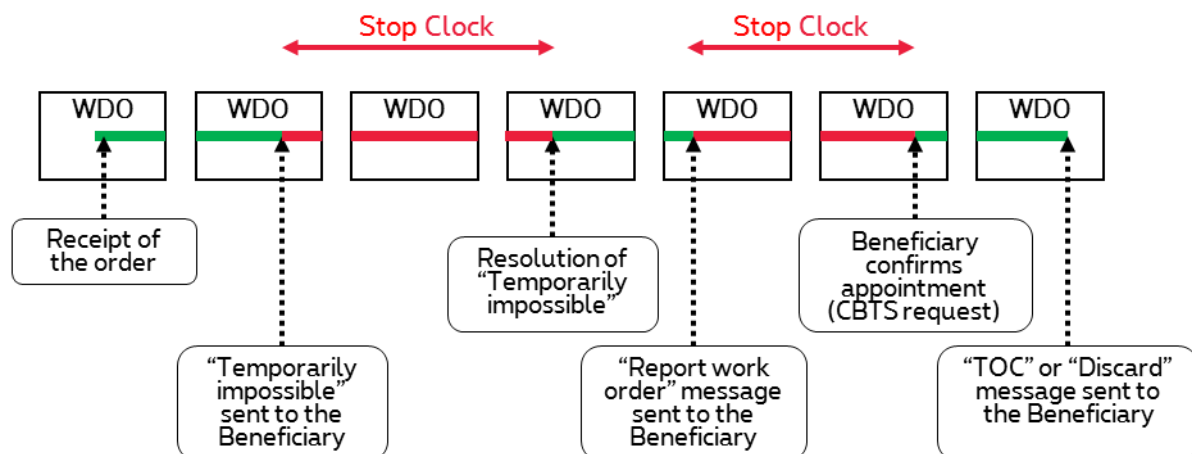 Stop Clock
Stop Clock
WDO
WDO
WDO
WDO
WDO
WDO
WDO
Receipt of
the order
Resolution of
“Temporarily
impossible”
Beneficiary
confirms
appointment
(CBTS request)
“Temporarily
impossible”
sent to the
Beneficiary
“Report work
order” message
sent to the
Beneficiary
“TOC” or “Discard”
message sent to
the Beneficiary